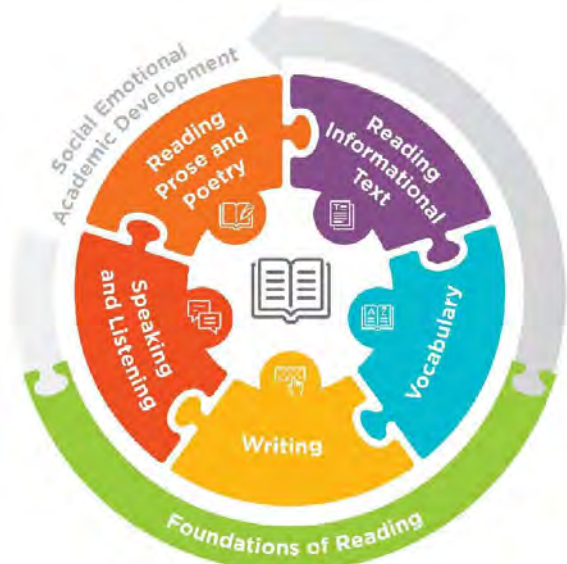 Social Emotional
Academic Development
Reading
Prose and
Poetry
Reading
Informational
Text
Speaking
and Listening
Vocabulary
Writing
Foundations of Reading